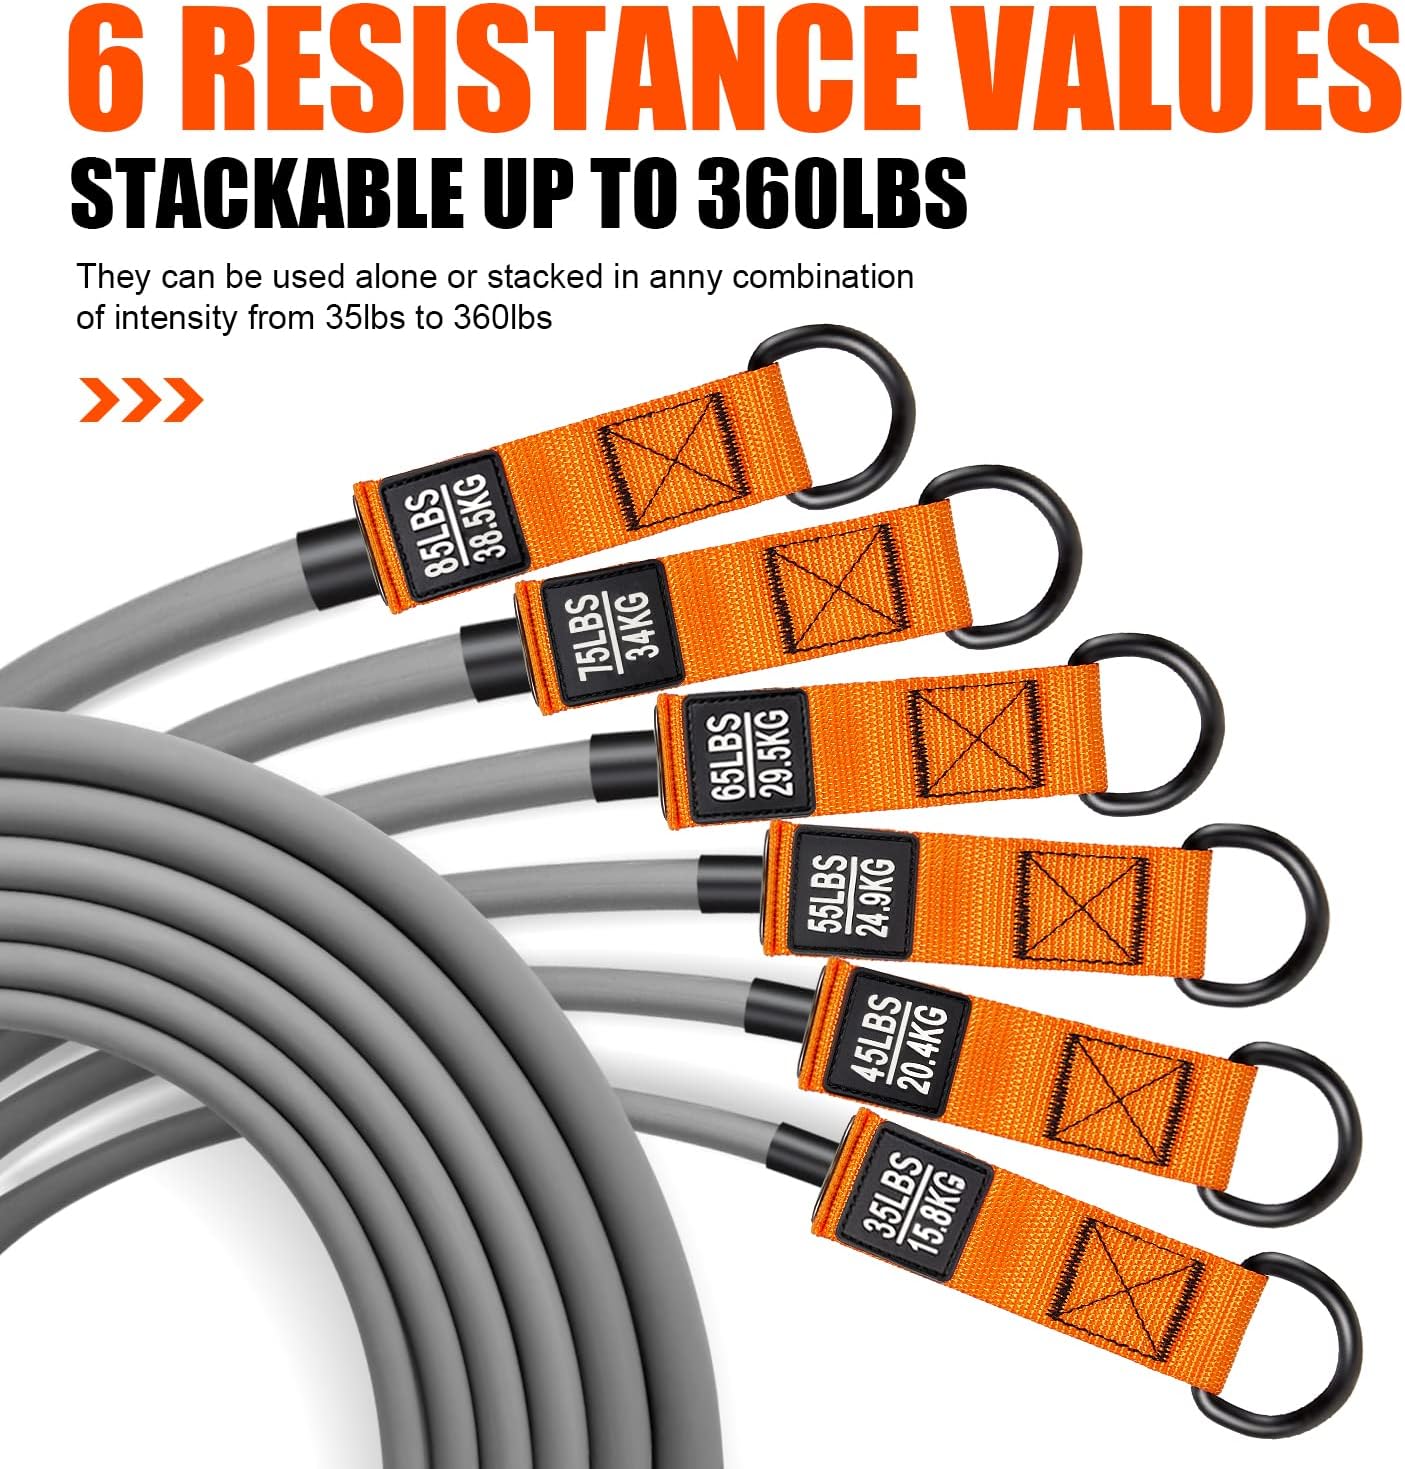 6 RESISTANCE VALUES
STACKABLE UP TO 360LBS
They can be used alone or stacked in anny combination
of intensity from 35lbs to 360lbs
85LBS
38.5KG
75LBS
34KG
65LBS
29.5KG
55LBS
24.9KG
45LBS
20.4KG
35LBS
15.8KG